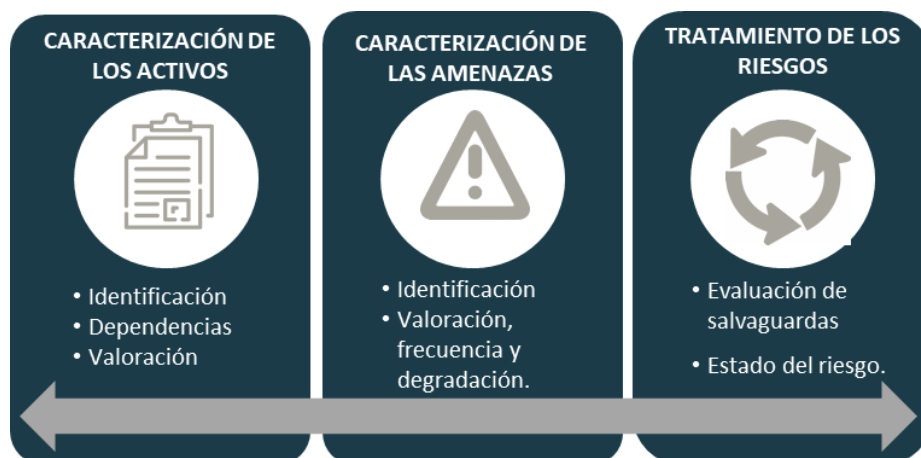 CARACTERIZACIÓN DE
LOS ACTIVOS
• Identificación
• Dependencias
• Valoración
CARACTERIZACIÓN DE
LAS AMENAZAS
• Identificación
• Valoración,
frecuencia y
degradación.
TRATAMIENTO DE LOS
RIESGOS
• Evaluación de
salvaguardas
• Estado del riesgo.